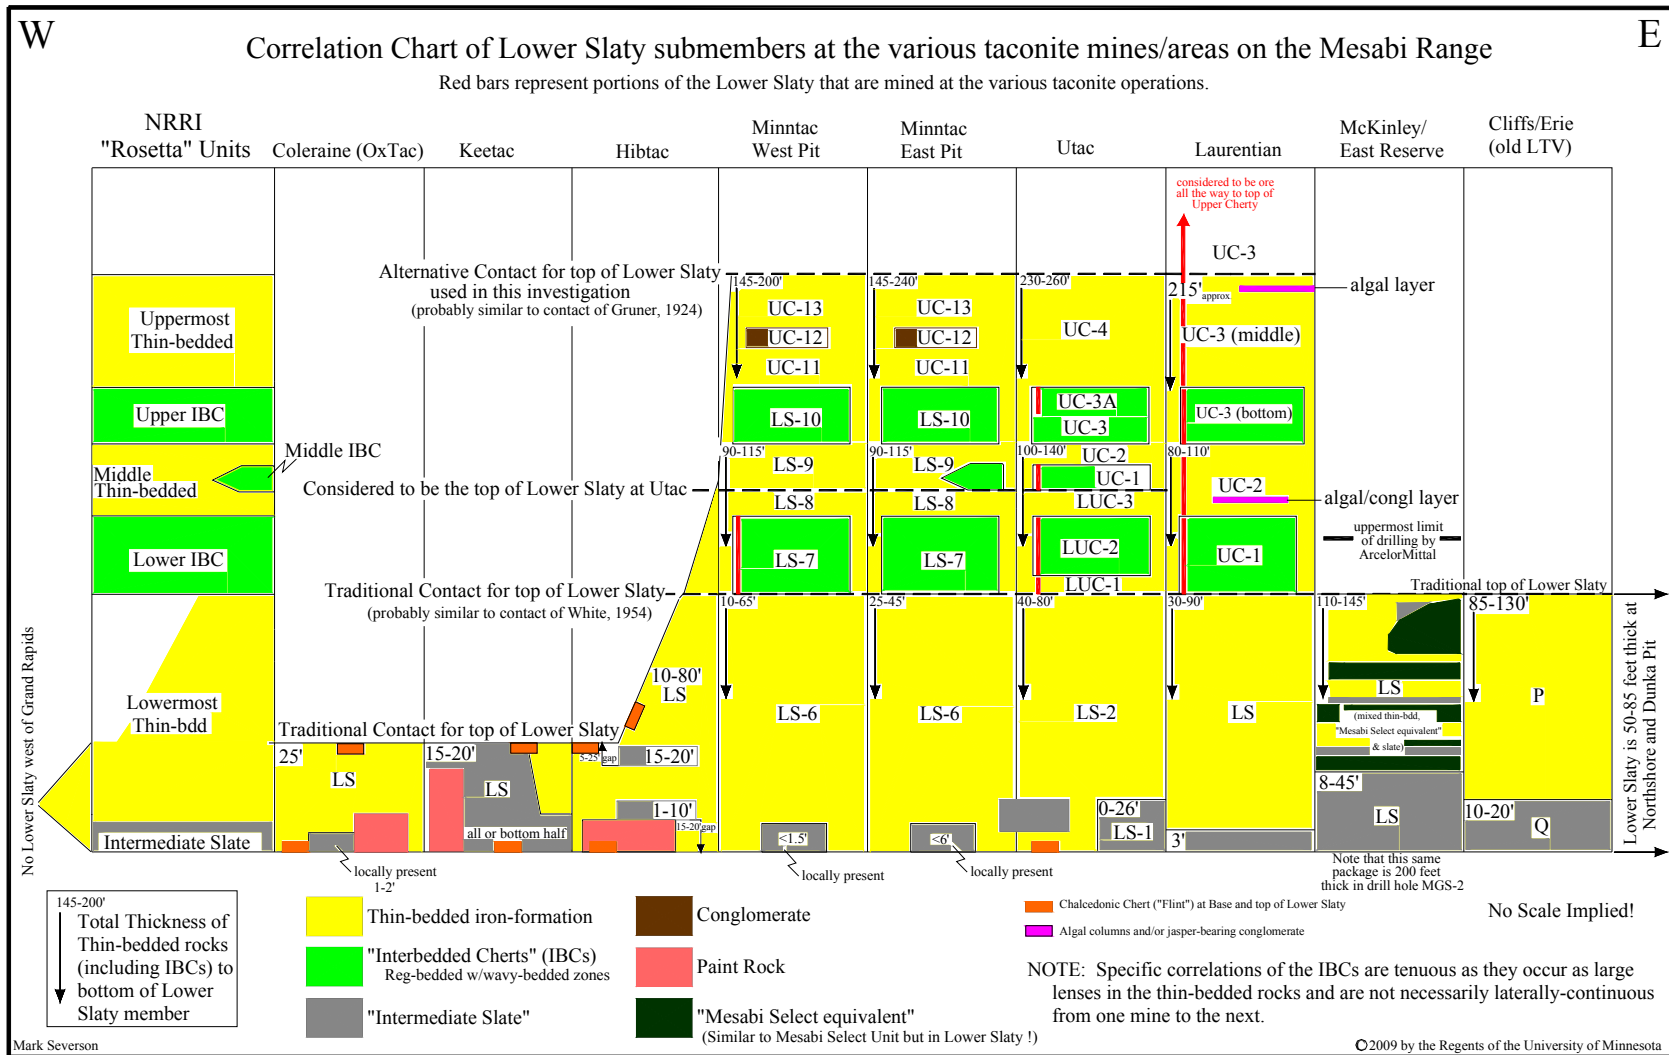 W
E
Correlation Chart of Lower Slaty submembers at the various taconite mines/areas on the Mesabi Range
Red bars represent portions of the Lower Slaty that are mined at the various taconite operations.
NRRI
"Rosetta" Units
Coleraine (OxTac)
Keetac
Hibtac
Minntac
West Pit
Minntac
East Pit
Utac
Laurentian
McKinley/
East Reserve
Cliffs/Erie
(old LTV)
considered to be ore
all the way to top of
Upper Cherty
UC-3
Alternative Contact for top of Lower Slaty
used in this investigation
(probably similar to contact of Gruner, 1924)
145-200'
145-240'
230-260'
215'
approx.
algal layer
Uppermost
Thin-bedded
UC-13
UC-12
UC-11
UC-13
UC-12
UC-11
UC-4
UC-3 (middle)
Upper IBC
LS-10
LS-10
UC-3A
UC-3
UC-3 (bottom)
Middle IBC
Middle
Thin-bedded
90-115'
90-115'
100-140'
80-110'
LS-9
LS-9
UC-2
UC-1
UC-2
Considered to be the top of Lower Slaty at Utac
algal/congl layer
LS-8
LS-8
LUC-3
uppermost limit
of drilling by
ArcelorMittal
Lower IBC
LS-7
LS-7
LUC-2
LUC-1
UC-1
Traditional Contact for top of Lower Slaty
(probably similar to contact of White, 1954)
Traditional top of Lower Slaty
10-65'
25-45'
40-80'
30-90'
110-145'
85-130'
10-80'
LS
Lowermost
Thin-bdd
LS-6
LS-6
LS-2
LS
LS
(mixed thin-bdd,
"Mesabi Select equivalent"
& slate)
P
Traditional Contact for top of Lower Slaty
25'
LS
15-20'
LS
all or bottom half
5-25' gap
15-20'
1-10'
15-20' gap
<1.5'
<6'
0-26'
LS-1
3'
8-45'
LS
10-20'
Q
Intermediate Slate
No Lower Slaty west of Grand Rapids
Lower Slaty is 50-85 feet thick at
Northshore and Dunka Pit
locally present
1-2'
locally present
locally present
Note that this same
package is 200 feet
thick in drill hole MGS-2
145-200'
Total Thickness of
Thin-bedded rocks
(including IBCs) to
bottom of Lower
Slaty member
Thin-bedded iron-formation
"Interbedded Cherts" (IBCs)
Reg-bedded w/wavy-bedded zones
"Intermediate Slate"
Conglomerate
Paint Rock
"Mesabi Select equivalent"
(Similar to Mesabi Select Unit but in Lower Slaty !)
Chalcedonic Chert ("Flint") at Base and top of Lower Slaty
Algal columns and/or jasper-bearing conglomerate
No Scale Implied!
NOTE: Specific correlations of the IBCs are tenuous as they occur as large
lenses in the thin-bedded rocks and are not necessarily laterally-continuous
from one mine to the next.
Mark Severson
©2009 by the Regents of the University of Minnesota